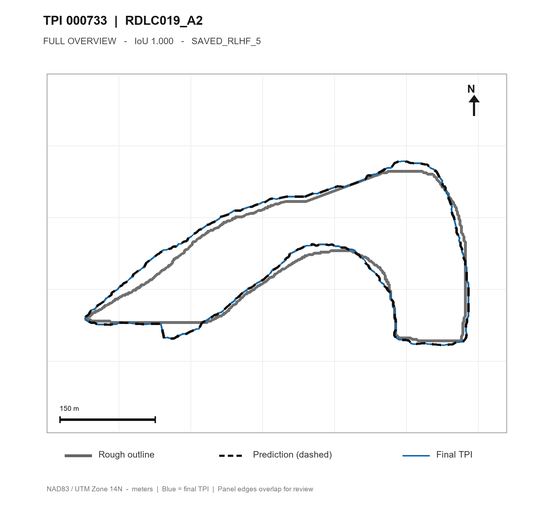 TPI 000733 | RDLC019_A2
FULL OVERVIEW - IoU 1.000 - SAVED_RLHF_5
N
150 m
Rough outline
Prediction (dashed)
Final TPI
NAD83 / UTM Zone 14N - meters | Blue = final TPI | Panel edges overlap for review